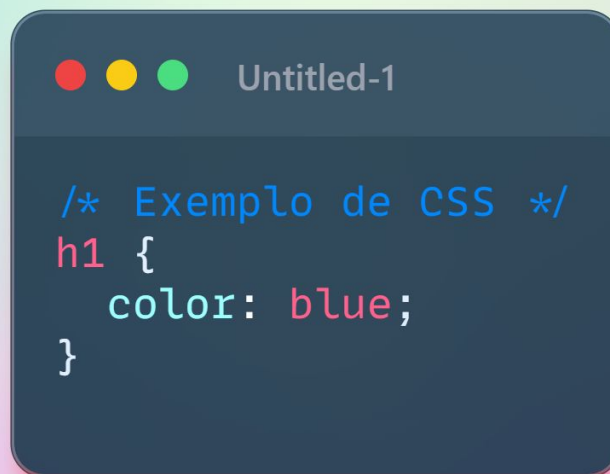 Untitled-1
/* Exemplo de CSS */
h1 {
  color: blue;
}